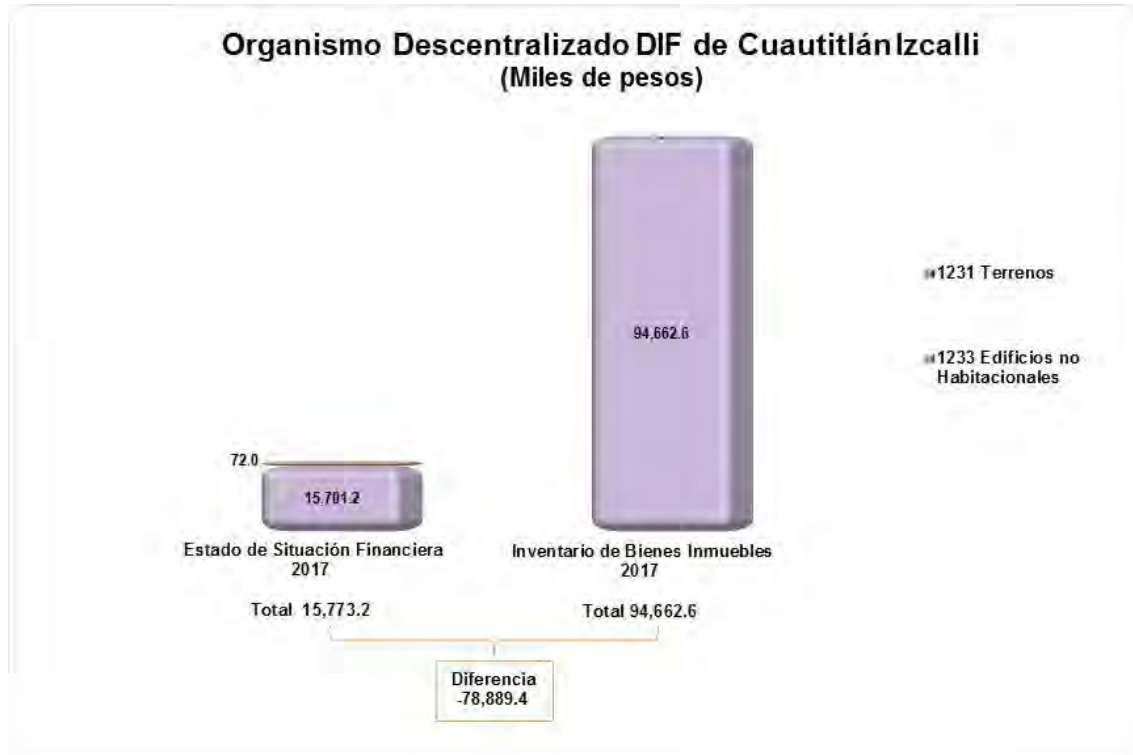 Organismo Descentralizado DIF de Cuautitlán Izcalli
(Miles de pesos)
94,662.6
1231 Terrenos
1233 Edificios no
Habitacionales
72.0
15,701.2
Estado de Situación Financiera
2017
Inventario de Bienes Inmuebles
2017
Total 15,773.2
Total 94,662.6
Diferencia
-78,889.4